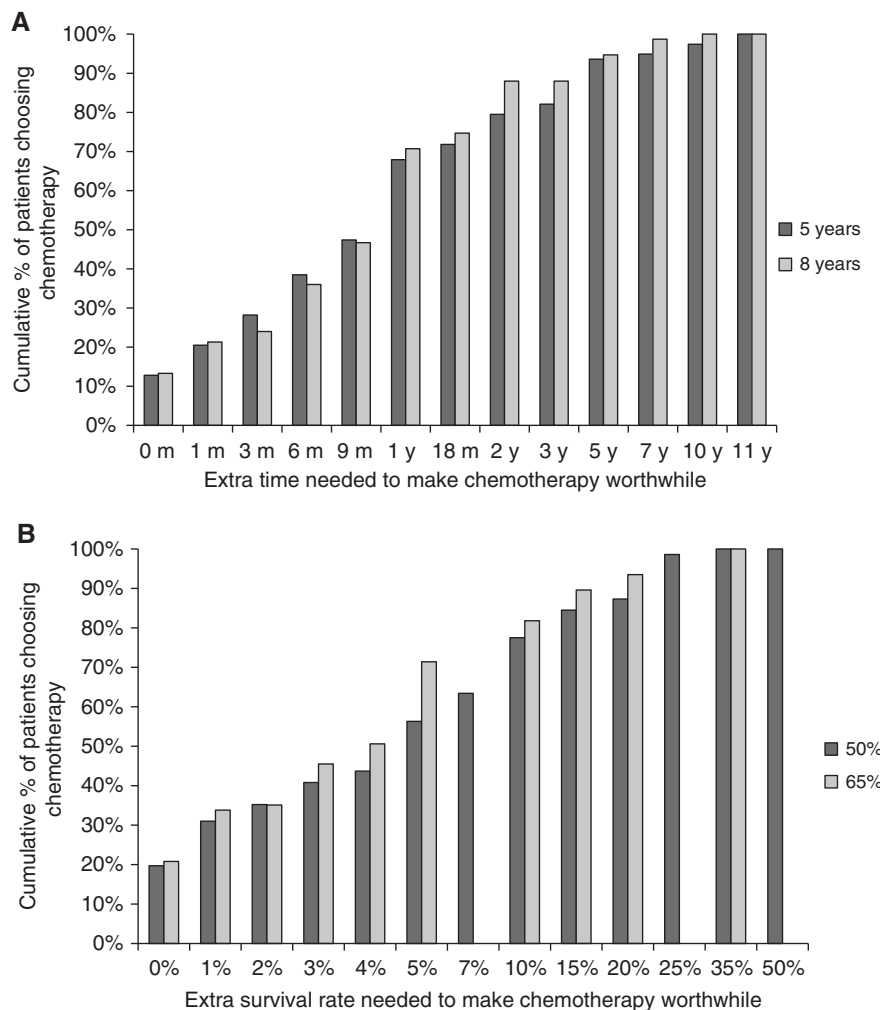 A
100%
90%
80%
70%
60%
50%
40%
30%
20%
10%
0%
Cumulative % of patients choosing
chemotherapy
0 m 1 m 3 m 6 m 9 m 1 y 18 m 2 y 3 y 5 y 7 y 10 y 11 y
Extra time needed to make chemotherapy worthwhile
5 years
8 years
B
100%
90%
80%
70%
60%
50%
40%
30%
20%
10%
0%
Cumulative % of patients choosing
chemotherapy
0% 1% 2% 3% 4% 5% 7% 10% 15% 20% 25% 35% 50%
Extra survival rate needed to make chemotherapy worthwhile
50%
65%